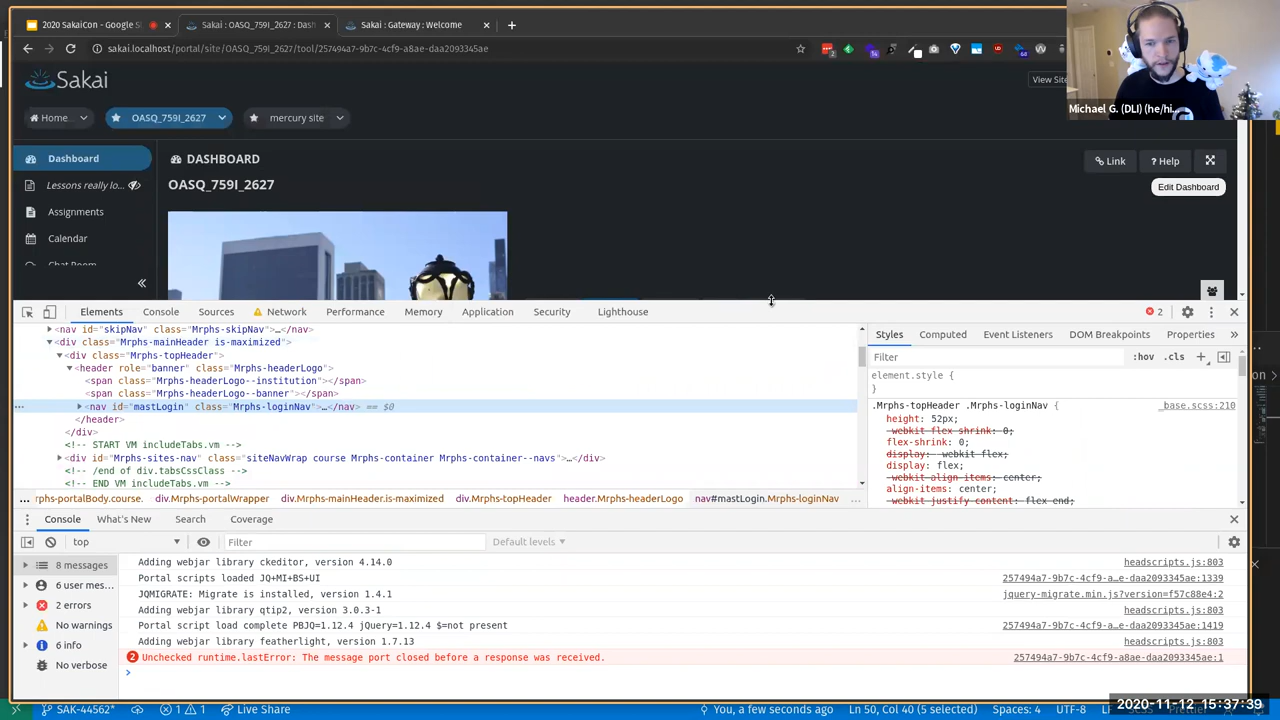 2020 SakaiCon - Google S
Sakai : OASQ_759I_2627 : Das
Sakai : Gateway : Welcome
sakai.localhost/portal/site/OASQ_759I_2627/tool/257494a7-9b7c-4cf9-a8ae-daa2093345ae
Sakai
View Site
Michael G. (DLI) (he/hi...
Home
OASQ_759I_2627
mercury site
Dashboard
DASHBOARD
Link
? Help
Lessons really lo...
OASQ_759I_2627
Edit Dashboard
Assignments
Calendar
Chat Room
Elements Console Sources Network Performance Memory Application Security Lighthouse
2
<nav id="skipNav" class="Mrphs-skipNav">…</nav>
<div class="Mrphs-mainHeader is-maximized">
<div class="Mrphs-topHeader">
<header role="banner" class="Mrphs-headerLogo">
<span class="Mrphs-headerLogo--institution"></span>
<span class="Mrphs-headerLogo--banner"></span>
<nav id="mastLogin" class="Mrphs-loginNav">…</nav> == $0
</header>
</div>
<!-- START VM includeTabs.vm -->
<div class="Mrphs-sites-nav" class="siteNavWrap course Mrphs-container Mrphs-container--navs">…</div>
<!-- /end of div.tabsCssClass -->
<!-- END VM includeTabs.vm -->
... rphs-portalBody.course. div.Mrphs-portalWrapper div.Mrphs-mainHeader.is-maximized div.Mrphs-topHeader header.Mrphs-headerLogo nav#mastLogin.Mrphs-loginNav ...
Styles Computed Event Listeners DOM Breakpoints Properties
Filter
:hov .cls
element.style {
}
.Mrphs-topHeader .Mrphs-loginNav {
_base.scss:210
height: 52px;
-webkit-flex-shrink: 0;
flex-shrink: 0;
display: -webkit-flex;
display: flex;
-webkit-align-items: center;
align-items: center;
-webkit-justify-content: flex-end;
Console What's New Search Coverage
top
Filter
Default levels
8 messages
6 user mes...
2 errors
No warnings
6 info
No verbose
Adding webjar library ckeditor, version 4.14.0
headscripts.js:803
Portal scripts loaded JQ+MI+BS+UI
257494a7-9b7c-4cf9-a…e-daa2093345ae:1339
JQMIGRATE: Migrate is installed, version 1.4.1
jquery-migrate.min.js?version=f57c88e4:2
Adding webjar library qtip2, version 3.0.3-1
headscripts.js:803
Portal script load complete PBJQ=1.12.4 jQuery=1.12.4 $=not present
257494a7-9b7c-4cf9-a…e-daa2093345ae:1419
Adding webjar library featherlight, version 1.7.13
headscripts.js:803
2 Unchecked runtime.lastError: The message port closed before a response was received.
257494a7-9b7c-4cf9-a8ae-daa2093345ae:1
SAK-44562*
1
1
Live Share
You, a few seconds ago
Ln 50, Col 40 (5 selected)
Spaces: 4
UTF-8
2020-11-12 15:37:39